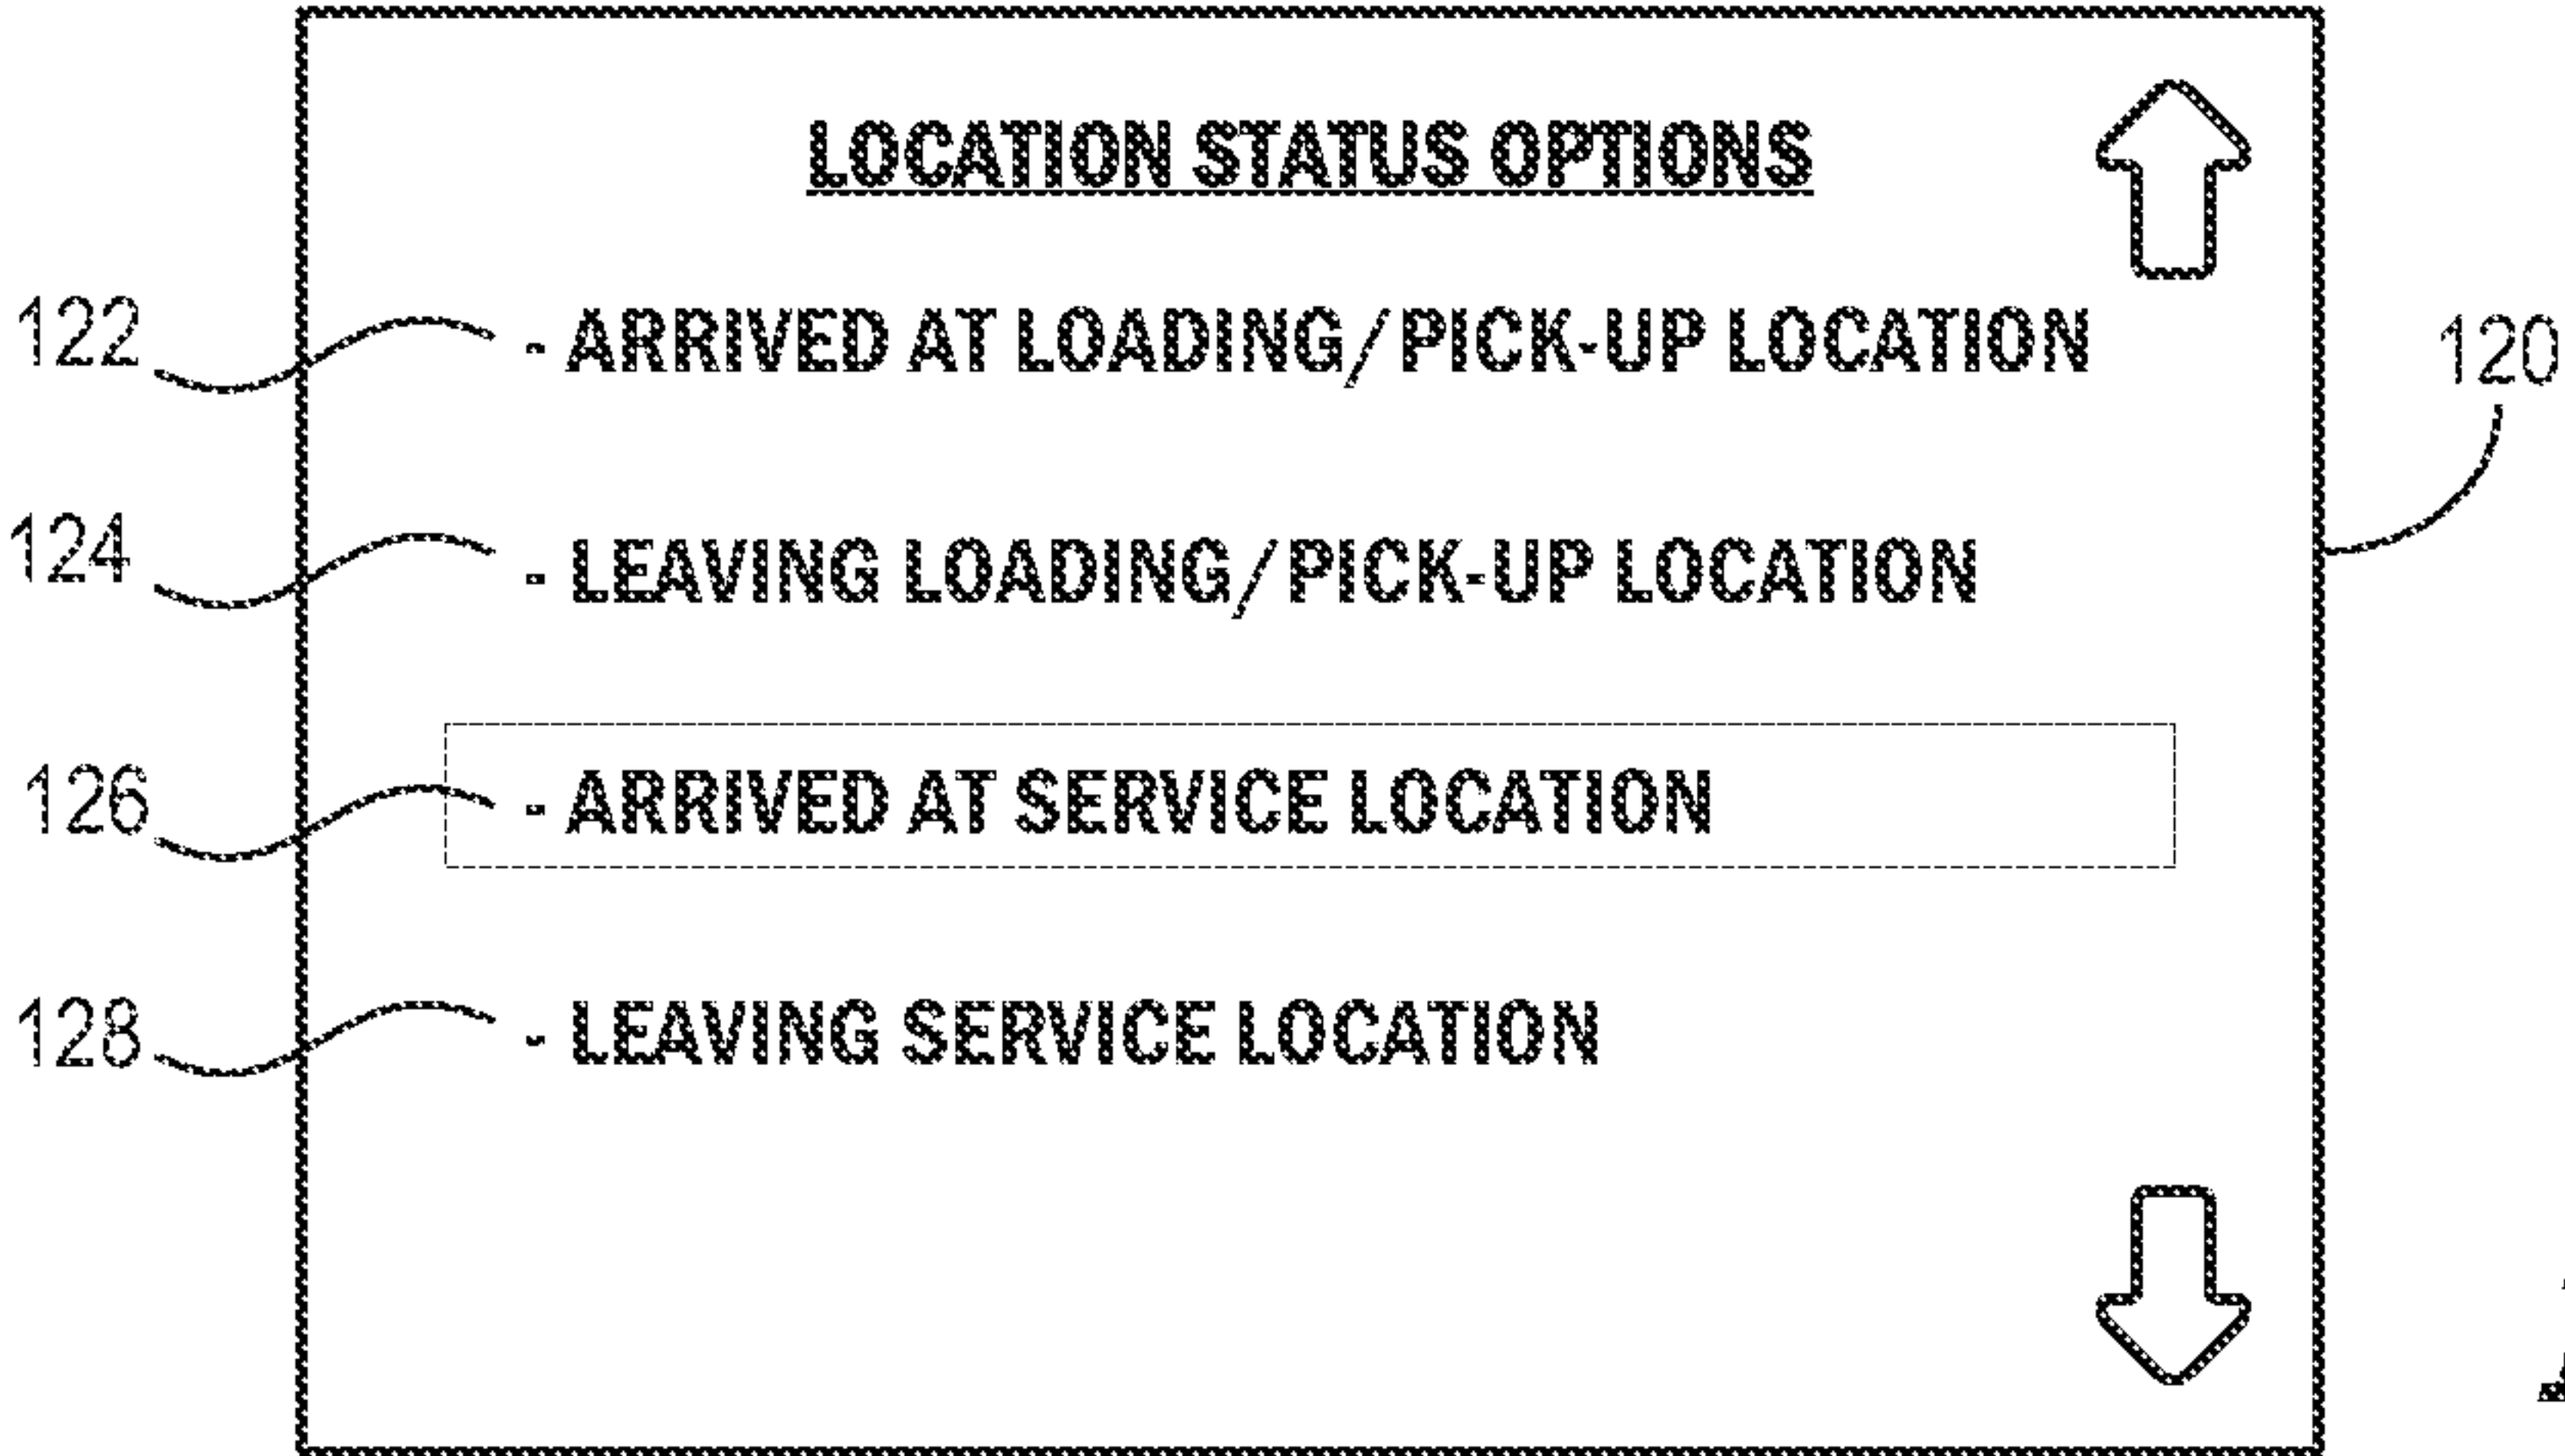 LOCATION STATUS OPTIONS
122 - ARRIVED AT LOADING/PICK-UP LOCATION
120
124 - LEAVING LOADING/PICK-UP LOCATION
126 - ARRIVED AT SERVICE LOCATION
128 - LEAVING SERVICE LOCATION